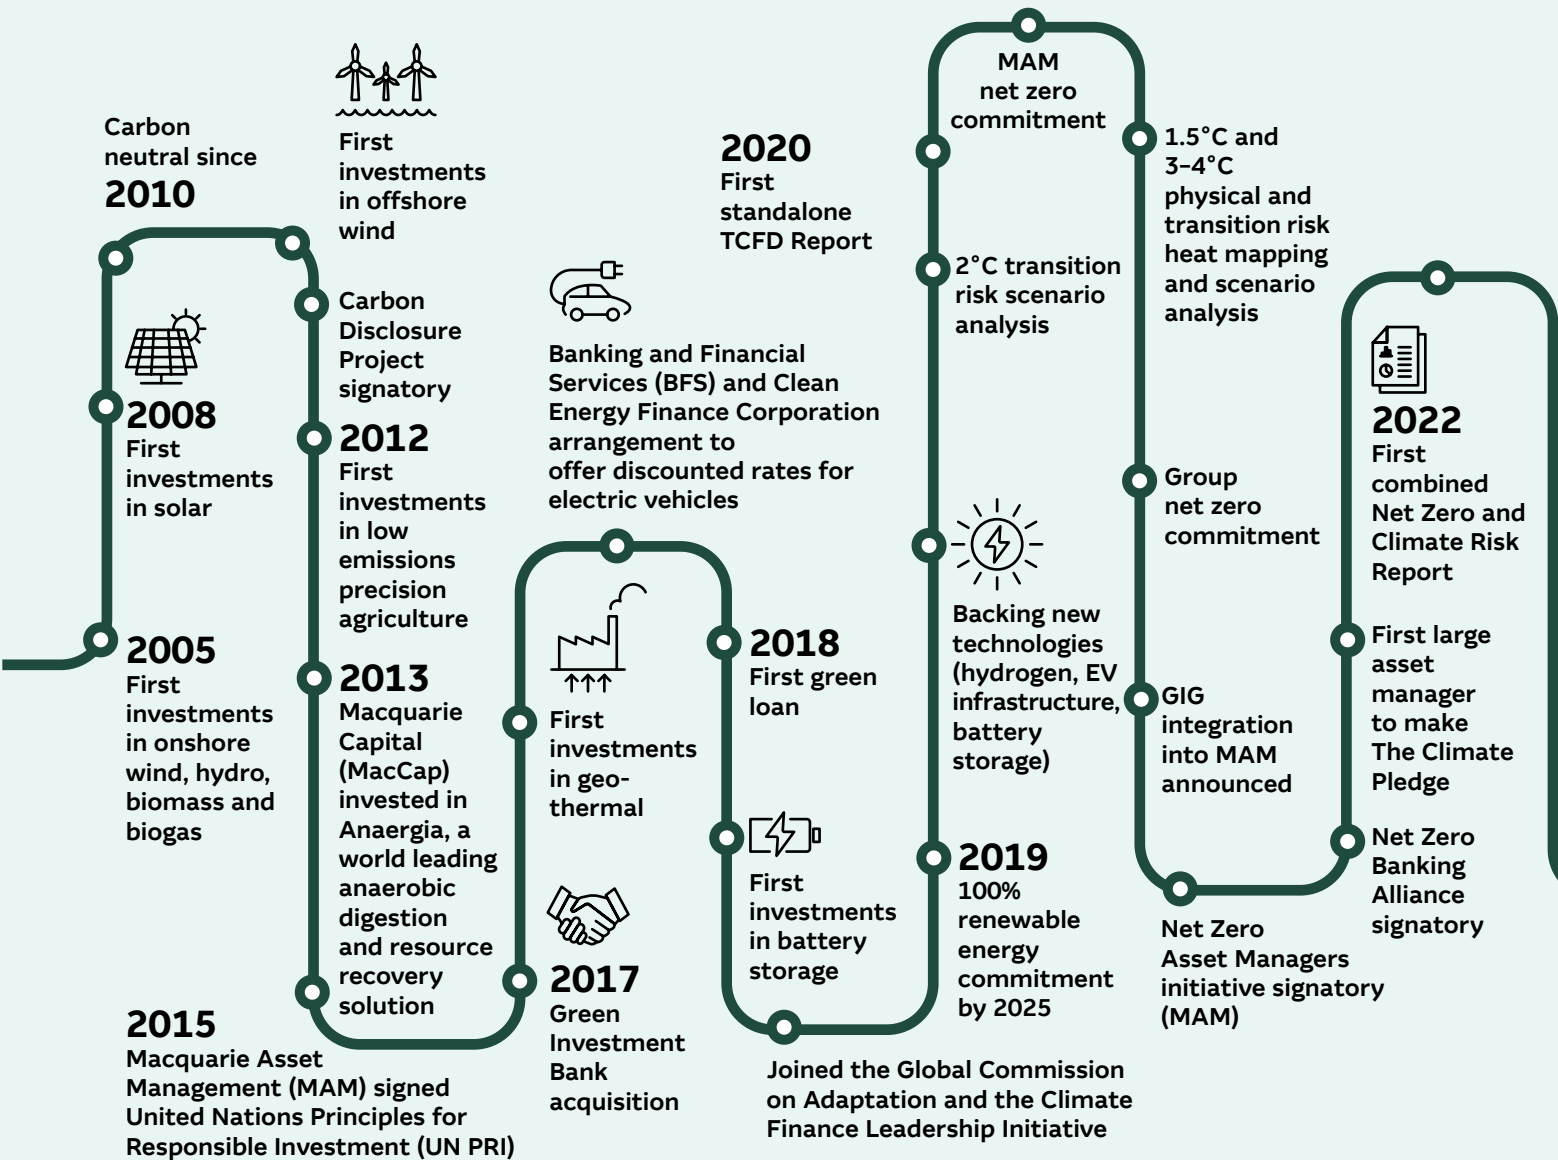 2005
First
investments
in onshore
wind, hydro,
biomass and
biogas
2008
First
investments
in solar
Carbon
neutral since
2010
First
investments
in offshore
wind
Carbon
Disclosure
Project
signatory
2012
First
investments
in low
emissions
precision
agriculture
2013
Macquarie
Capital
(MacCap)
invested in
Anaergia, a
world leading
anaerobic
digestion
and resource
recovery
solution
2015
Macquarie Asset
Management (MAM) signed
United Nations Principles for
Responsible Investment (UN PRI)
2017
Green
Investment
Bank
acquisition
First
investments
in geo-
thermal
Banking and Financial
Services (BFS) and Clean
Energy Finance Corporation
arrangement to
offer discounted rates for
electric vehicles
2018
First green
loan
First
investments
in battery
storage
Joined the Global Commission
on Adaptation and the Climate
Finance Leadership Initiative
2019
100%
renewable
energy
commitment
by 2025
Backing new
technologies
(hydrogen, EV
infrastructure,
battery
storage)
2°C transition
risk scenario
analysis
2020
First
standalone
TCFD Report
MAM
net zero
commitment
1.5°C and
3–4°C
physical and
transition risk
heat mapping
and scenario
analysis
Group
net zero
commitment
GIG
integration
into MAM
announced
Net Zero
Asset Managers
initiative signatory
(MAM)
Net Zero
Banking
Alliance
signatory
First large
asset
manager
to make
The Climate
Pledge
2022
First
combined
Net Zero and
Climate Risk
Report